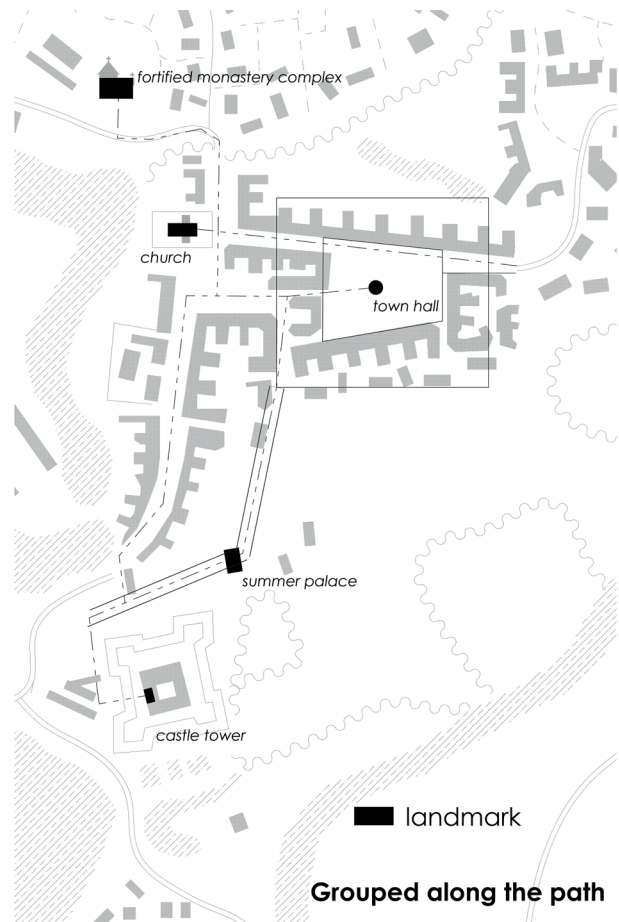 fortified monastery complex
church
town hall
summer palace
castle tower
landmark
Grouped along the path